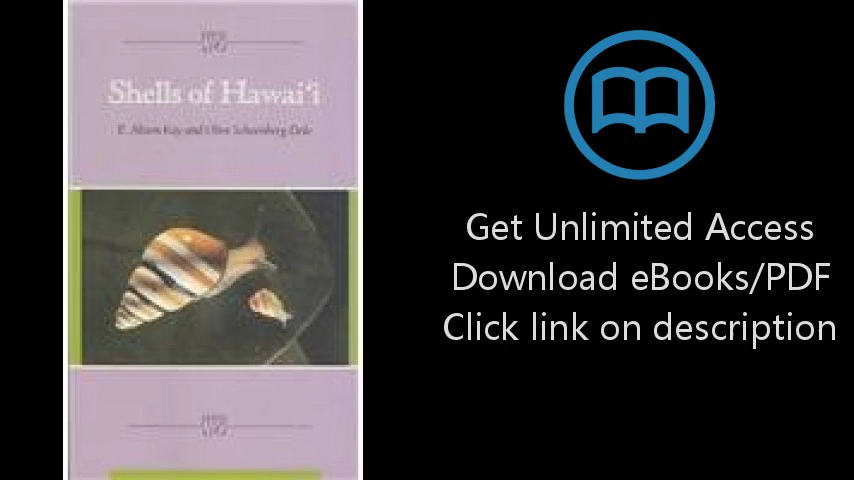 Shells of Hawai'i
E. Alison Kay and Olive Schoenberg-Dole
Get Unlimited Access
Download eBooks/PDF
Click link on description